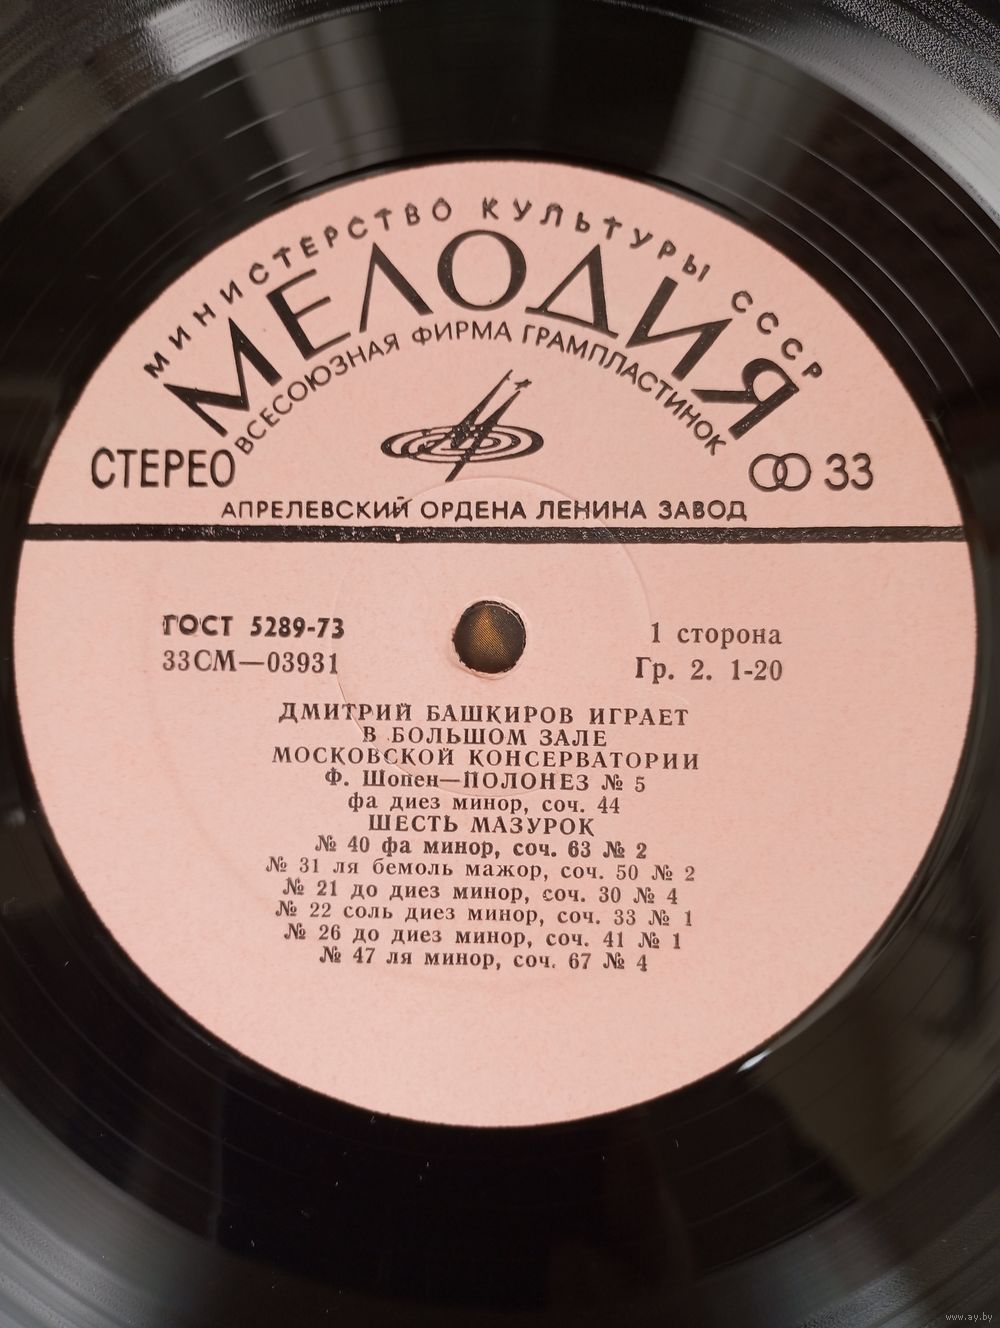 МИНИСТЕРСТВО КУЛЬТУРЫ СССР
МЕЛОДИЯ
ВСЕСОЮЗНАЯ ФИРМА ГРАМПЛАСТИНОК
СТЕРЕО
33
АПРЕЛЕВСКИЙ ОРДЕНА ЛЕНИНА ЗАВОД
ГОСТ 5289-73
33СМ—03931
1 сторона
Гр. 2. 1-20
ДМИТРИЙ БАШКИРОВ ИГРАЕТ
В БОЛЬШОМ ЗАЛЕ
МОСКОВСКОЙ КОНСЕРВАТОРИИ
Ф. Шопен—ПОЛОНЕЗ № 5
фа диез минор, соч. 44
ШЕСТЬ МАЗУРОК
№ 40 фа минор, соч. 63 № 2
№ 31 ля бемоль мажор, соч. 50 № 2
№ 21 до диез минор, соч. 30 № 4
№ 22 соль диез минор, соч. 33 № 1
№ 26 до диез минор, соч. 41 № 1
№ 47 ля минор, соч. 67 № 4
www.ay.by